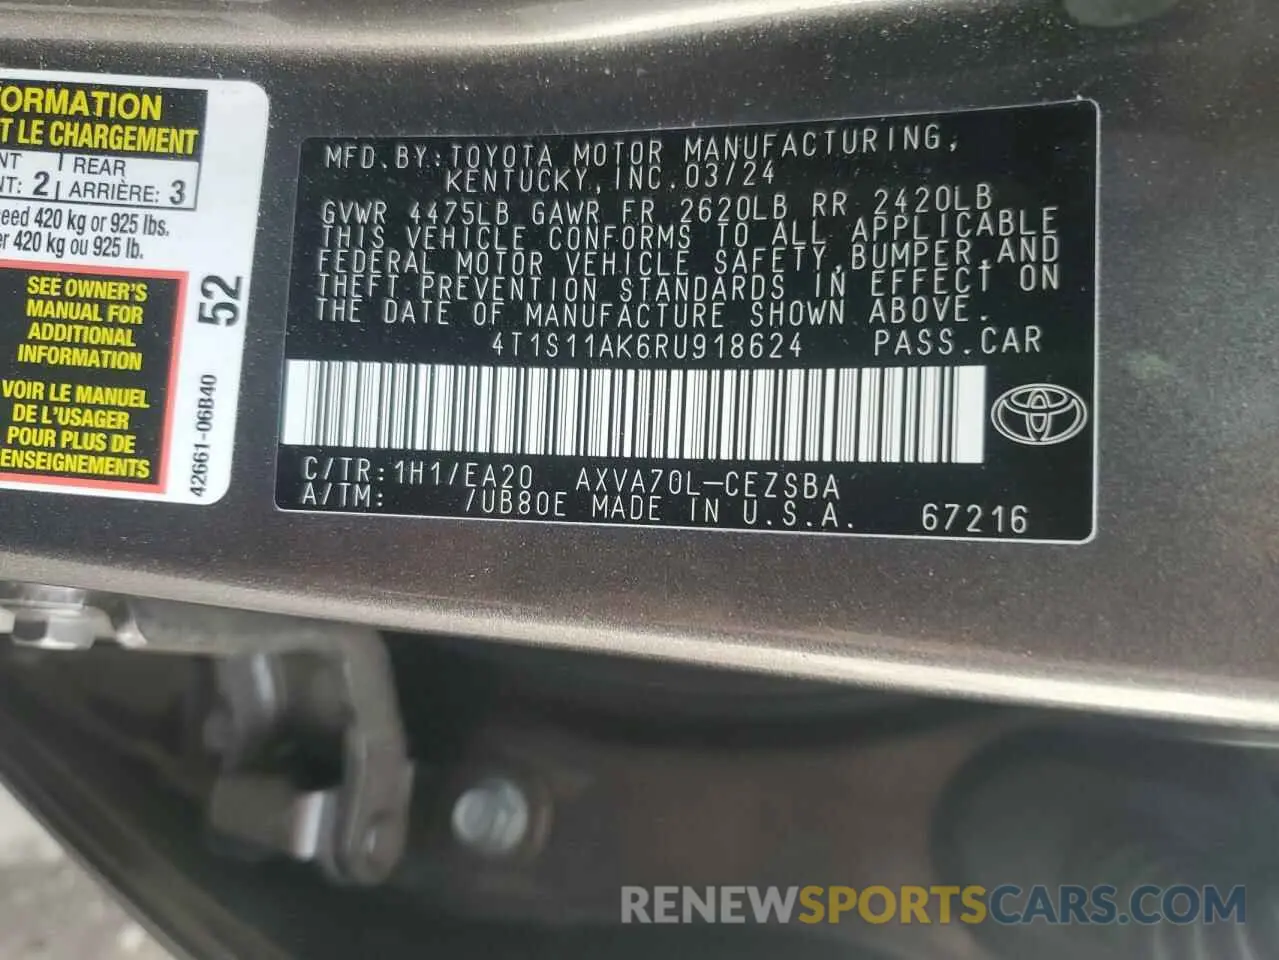 ORMATION
T LE CHARGEMENT
NT | REAR
NT: 2 | ARRIÈRE: 3
eed 420 kg or 925 lbs.
er 420 kg ou 925 lb.
SEE OWNER'S
MANUAL FOR
ADDITIONAL
INFORMATION
VOIR LE MANUEL
DE L'USAGER
POUR PLUS DE
ENSEIGNEMENTS
52
42661-06B40
MFD.BY:TOYOTA MOTOR MANUFACTURING,
KENTUCKY,INC.03/24
GVWR 4475LB GAWR FR 2620LB RR 2420LB
THIS VEHICLE CONFORMS TO ALL APPLICABLE
FEDERAL MOTOR VEHICLE SAFETY,BUMPER,AND
THEFT PREVENTION STANDARDS IN EFFECT ON
THE DATE OF MANUFACTURE SHOWN ABOVE.
4T1S11AK6RU918624 PASS.CAR
C/TR:1H1/EA20 AXVA70L-CEZSBA
A/TM: /UB80E MADE IN U.S.A. 67216
RENEWSPORTSCARS.COM